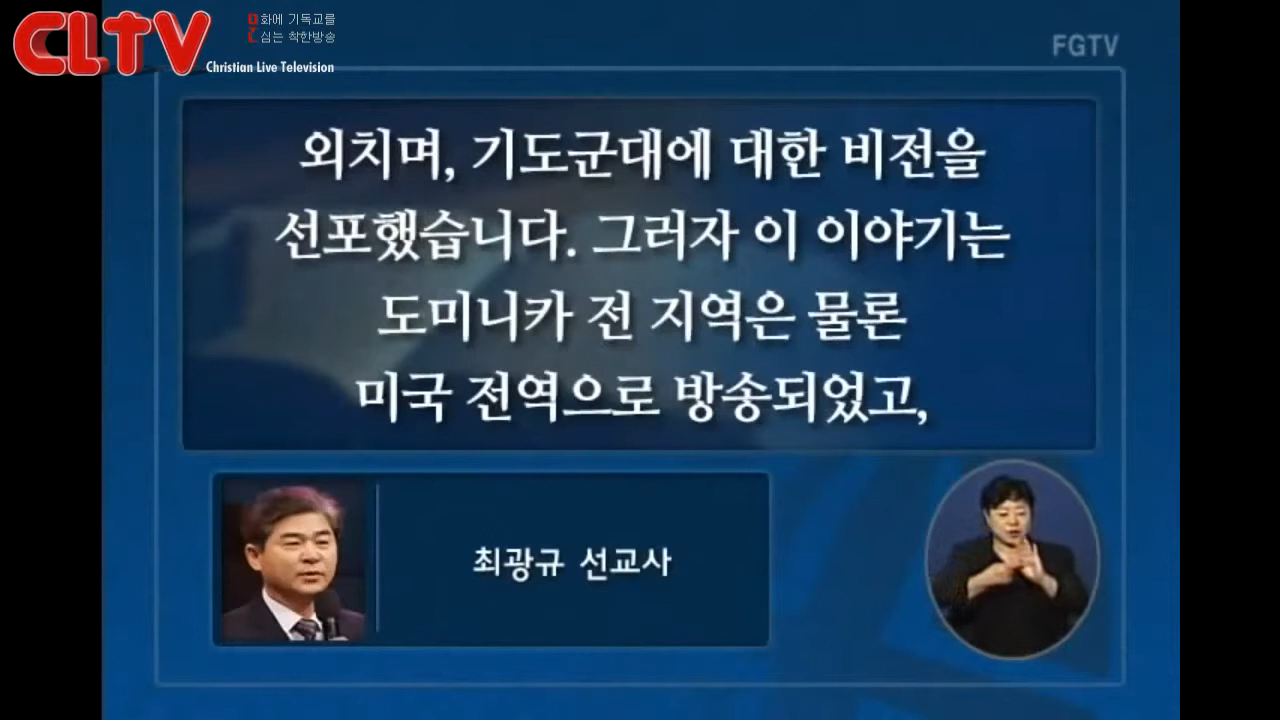 CLTV
화에 기독교를
심는 착한방송
Christian Live Television
FGTV
외치며, 기도군대에 대한 비전을
선포했습니다. 그러자 이 이야기는
도미니카 전 지역은 물론
미국 전역으로 방송되었고,
최광규 선교사